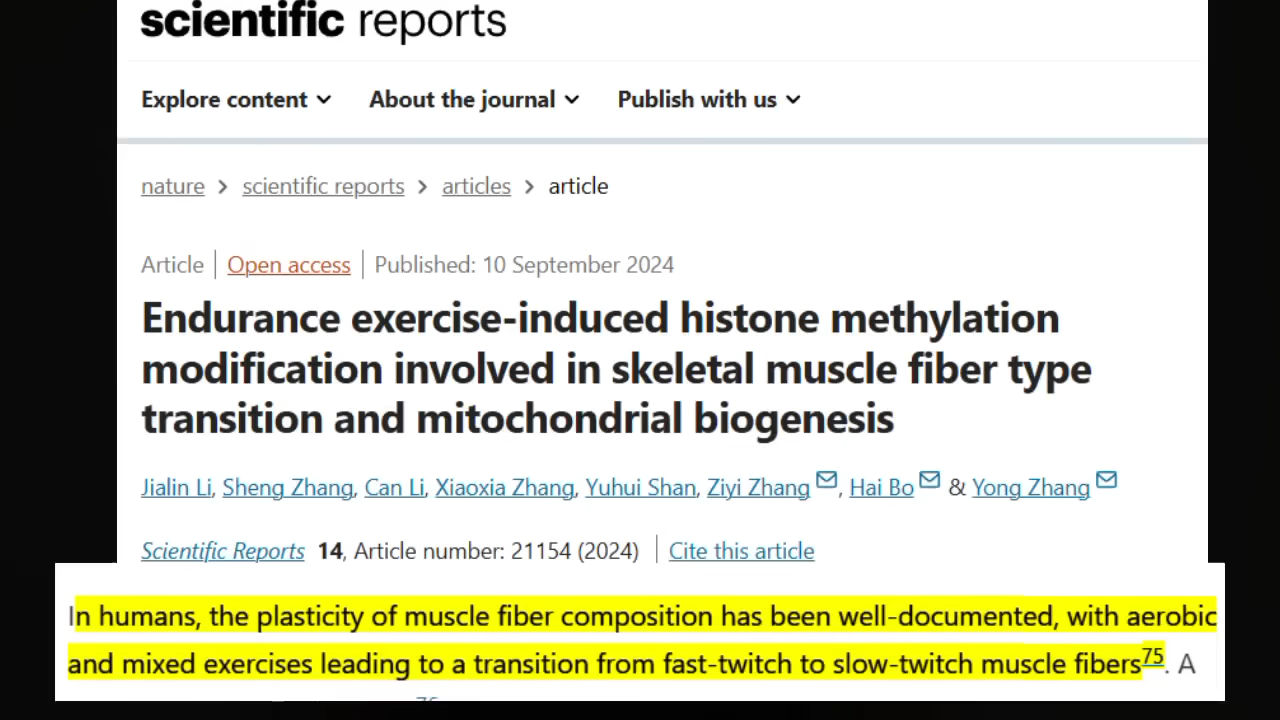 scientific reports
Explore content About the journal Publish with us
nature > scientific reports > articles > article
Article | Open access | Published: 10 September 2024
Endurance exercise-induced histone methylation
modification involved in skeletal muscle fiber type
transition and mitochondrial biogenesis
Jialin Li, Sheng Zhang, Can Li, Xiaoxia Zhang, Yuhui Shan, Ziyi Zhang, Hai Bo & Yong Zhang
Scientific Reports 14, Article number: 21154 (2024) | Cite this article
In humans, the plasticity of muscle fiber composition has been well-documented, with aerobic
and mixed exercises leading to a transition from fast-twitch to slow-twitch muscle fibers75. A